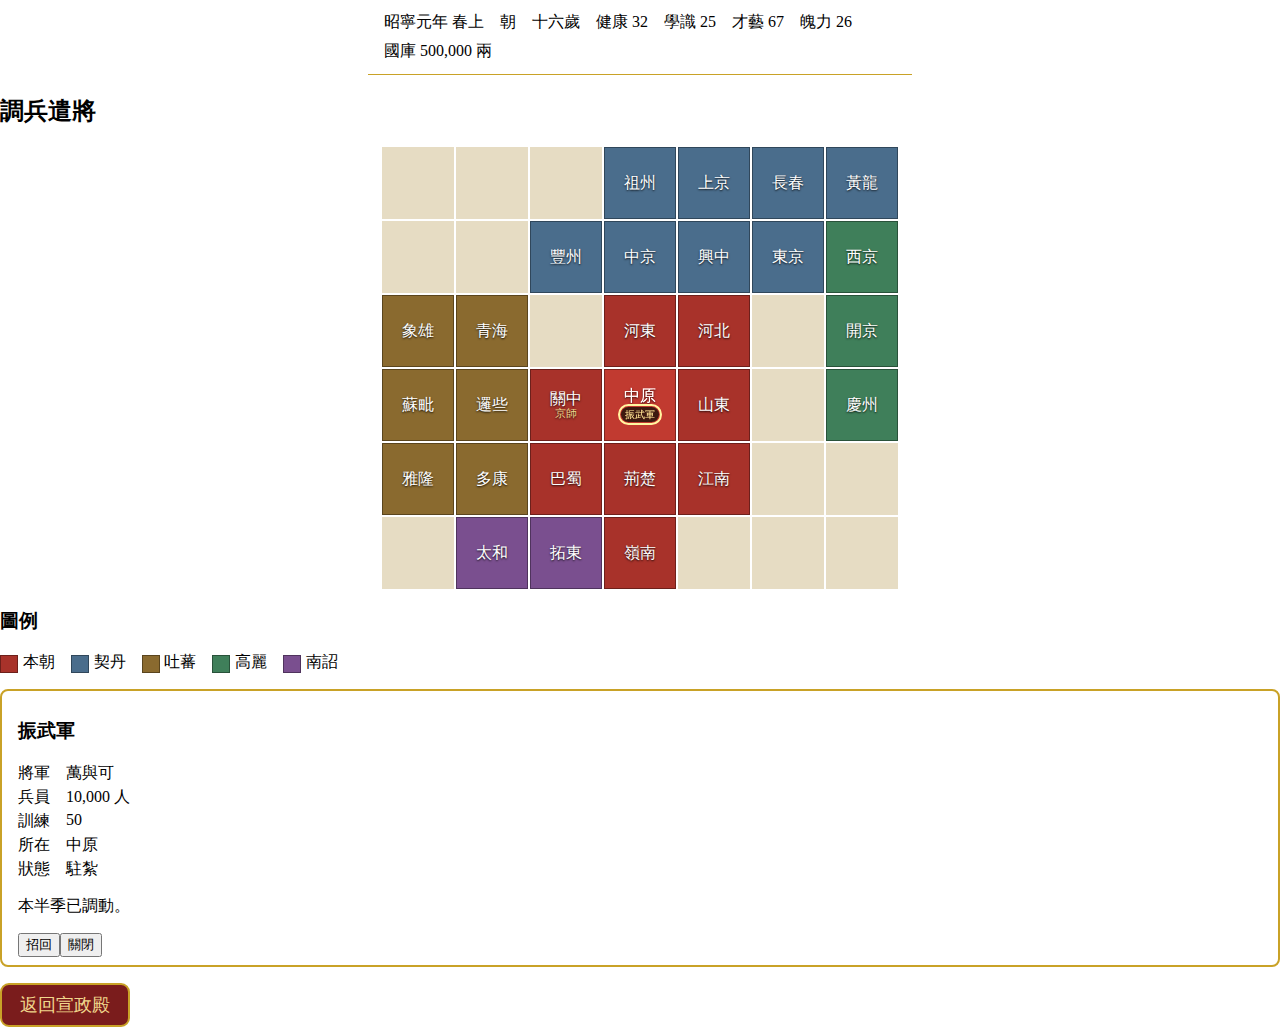 昭寧元年 春上　朝　十六歲　健康 32　學識 25　才藝 67　魄力 26
國庫 500,000 兩
調兵遣將
祖州 上京 長春 黃龍
豐州 中京 興中 東京 西京
象雄 青海 河東 河北 開京
蘇毗 邏些 關中 中原 山東 慶州
京師 振武軍
雅隆 多康 巴蜀 荊楚 江南
太和 拓東 嶺南
圖例
本朝 契丹 吐蕃 高麗 南詔
振武軍
將軍 萬與可
兵員 10,000 人
訓練 50
所在 中原
狀態 駐紮
本半季已調動。
招回 關閉
返回宣政殿